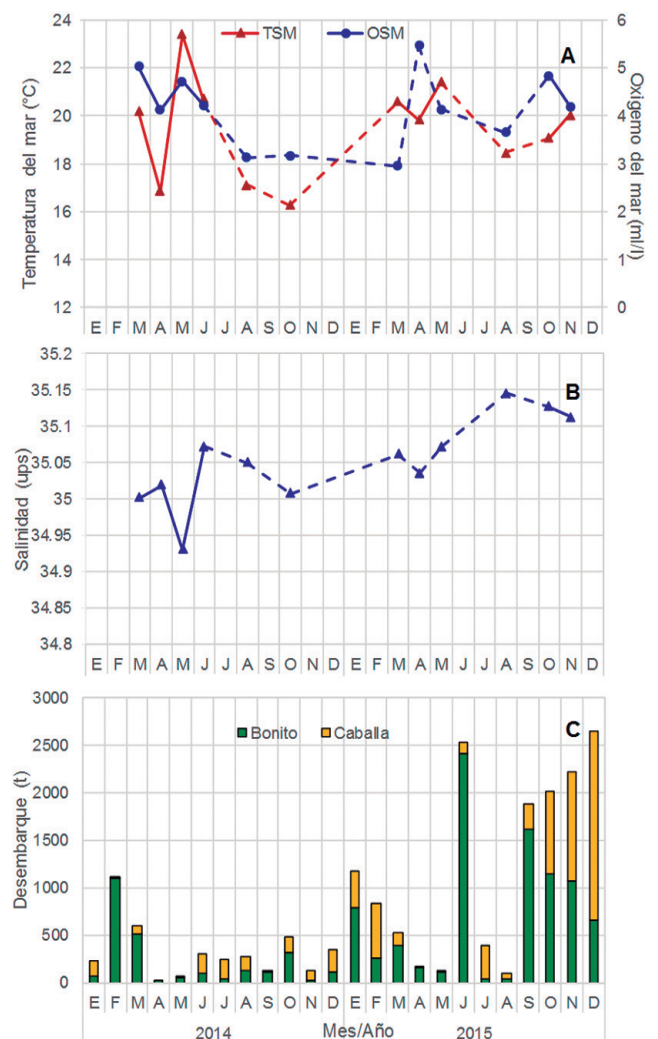 TSM OSM
A
Temperatura del mar (°C)
Oxigemo del mar (ml/l)
24
22
20
18
16
14
12
6
5
4
3
2
1
0
E F M A M J J A S O N D E F M A M J J A S O N D
B
Salinidad (ups)
35.2
35.15
35.1
35.05
35
34.95
34.9
34.85
34.8
E F M A M J J A S O N D E F M A M J J A S O N D
Bonito Caballa
C
Desembarque (t)
3000
2500
2000
1500
1000
500
0
E F M A M J J A S O N D E F M A M J J A S O N D
2014 Mes/Año 2015